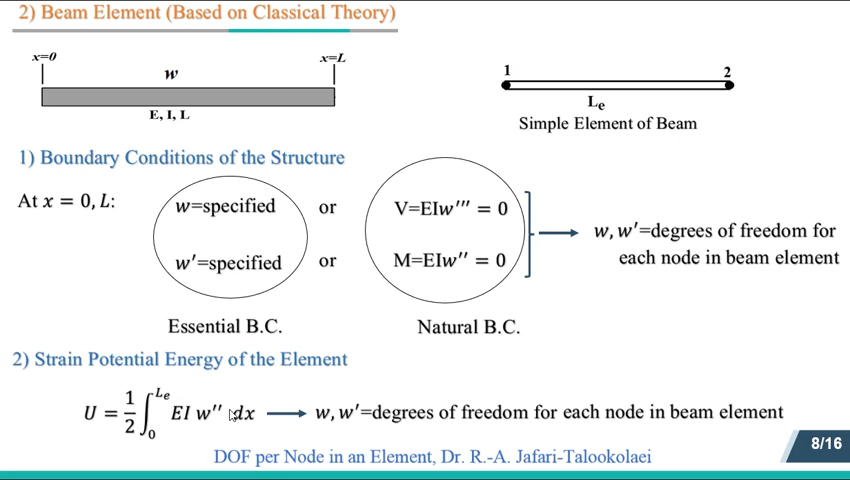 2) Beam Element (Based on Classical Theory)
x=0
x=L
w
E, I, L
1
2
Le
Simple Element of Beam
1) Boundary Conditions of the Structure
At x = 0, L:
w=specified or V=EIw′′′ = 0
w′=specified or M=EIw′′ = 0
w, w′=degrees of freedom for
each node in beam element
Essential B.C.
Natural B.C.
2) Strain Potential Energy of the Element
U = 1/2 ∫₀^Le EI w′′ dx → w, w′=degrees of freedom for each node in beam element
8/16
DOF per Node in an Element, Dr. R.-A. Jafari-Talookolaei